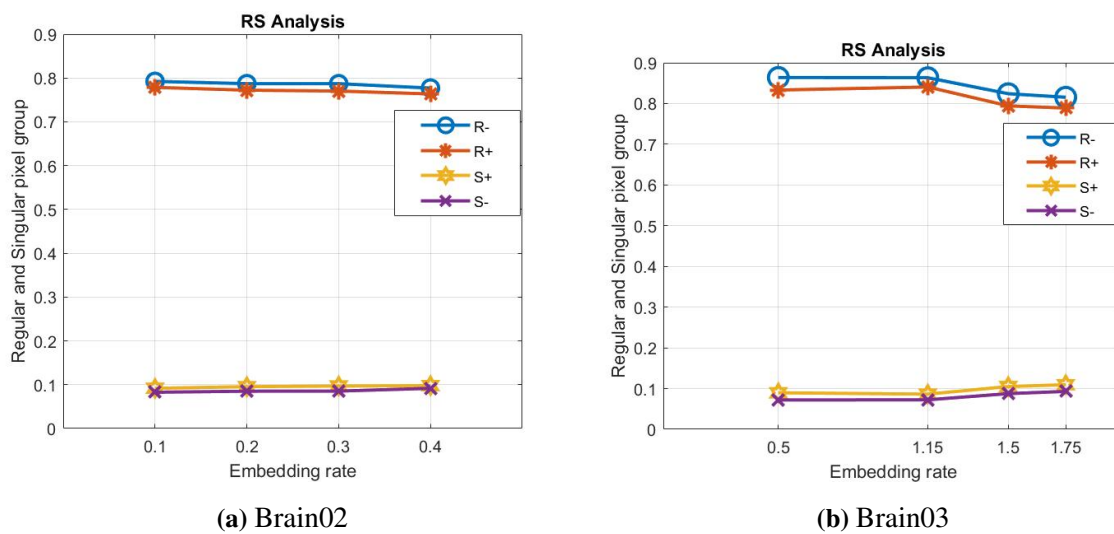 RS Analysis
0.9
0.8
0.7
0.6
0.5
0.4
0.3
0.2
0.1
0
Regular and Singular pixel group
R-
R+
S+
S-
0.1 0.2 0.3 0.4
Embedding rate
(a) Brain02
RS Analysis
0.9
0.8
0.7
0.6
0.5
0.4
0.3
0.2
0.1
0
Regular and Singular pixel group
R-
R+
S+
S-
0.5 1.15 1.5 1.75
Embedding rate
(b) Brain03